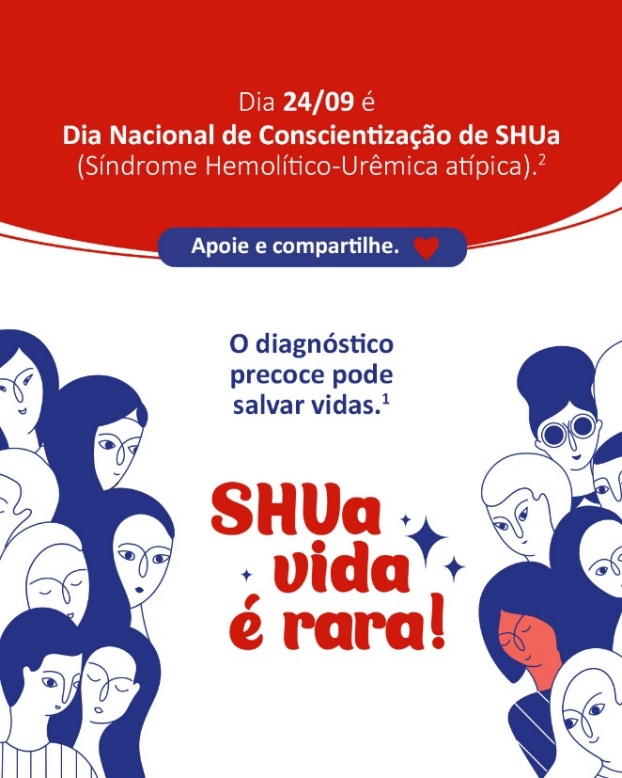 Dia 24/09 é
Dia Nacional de Conscientização de SHUa
(Síndrome Hemolítico-Urêmica atípica).²
Apoie e compartilhe.
O diagnóstico
precoce pode
salvar vidas.¹
SHUa
vida
é rara!